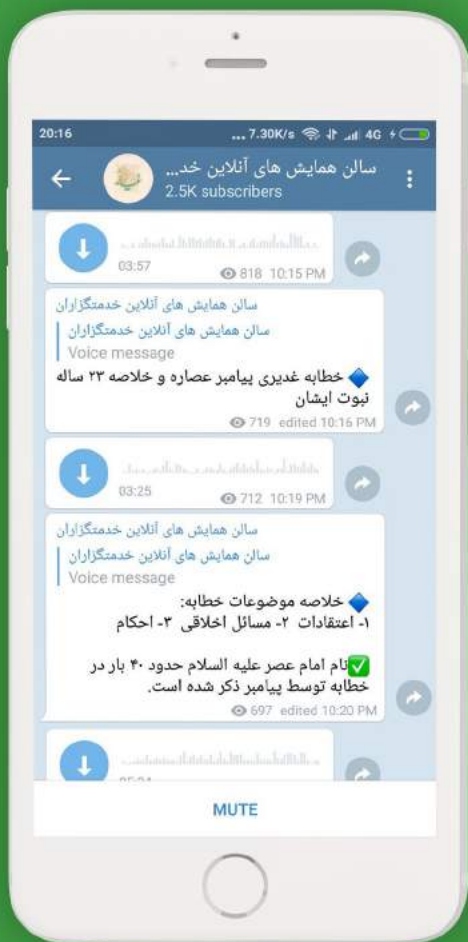 20:16 ... 7.30K/s 4G
سالن همایش های آنلاین خد...
2.5K subscribers
03:57 818 10:15 PM
سالن همایش های آنلاین خدمتگزاران
سالن همایش های آنلاین خدمتگزاران
Voice message
خطابه غدیری پیامبر عصاره و خلاصه ۲۳ ساله
نبوت ایشان
719 edited 10:16 PM
03:25 712 10:19 PM
سالن همایش های آنلاین خدمتگزاران
سالن همایش های آنلاین خدمتگزاران
Voice message
خلاصه موضوعات خطابه:
۱- اعتقادات ۲- مسائل اخلاقی ۳- احکام
نام امام عصر علیه السلام حدود ۴۰ بار در
خطابه توسط پیامبر ذکر شده است.
697 edited 10:20 PM
MUTE